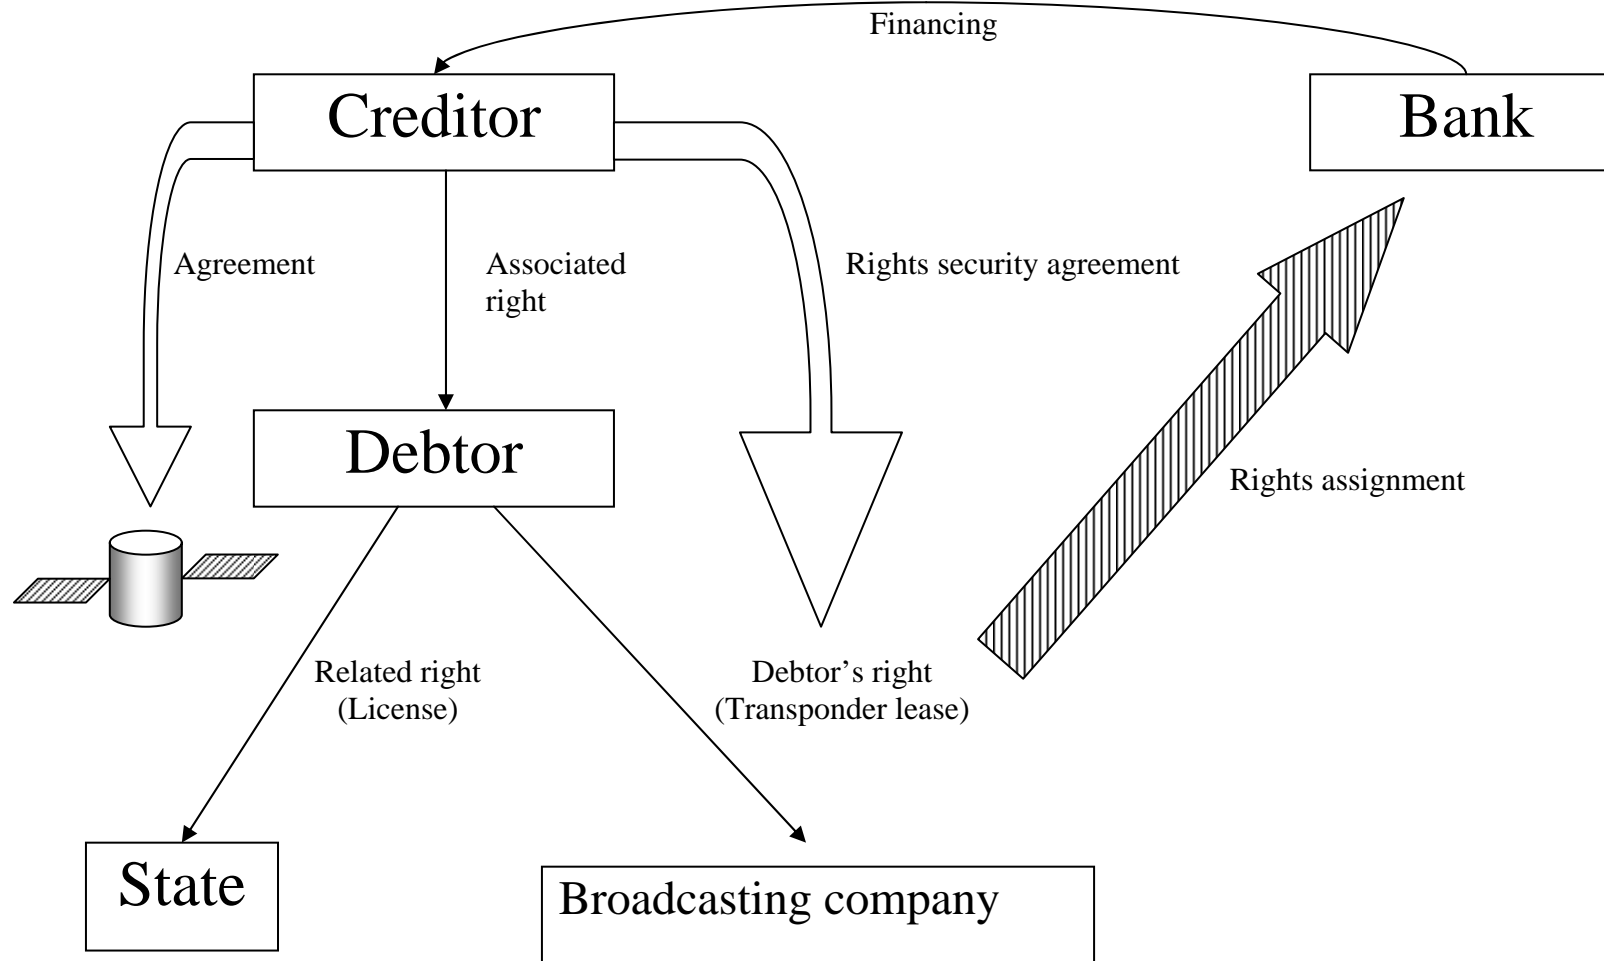 Financing
Creditor
Bank
Agreement
Associated
right
Rights security agreement
Debtor
Rights assignment
Related right
(License)
Debtor’s right
(Transponder lease)
State
Broadcasting company